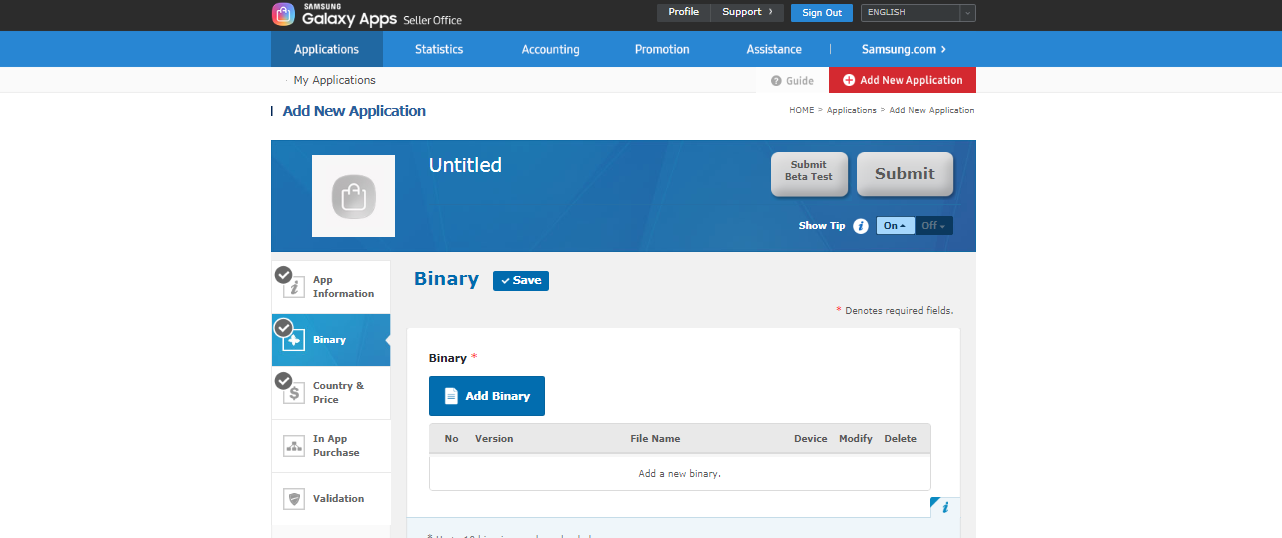 SAMSUNG
Galaxy Apps Seller Office
Profile Support > Sign Out ENGLISH
Applications Statistics Accounting Promotion Assistance | Samsung.com >
· My Applications
? Guide
+ Add New Application
Add New Application
HOME > Applications > Add New Application
Untitled
Submit
Beta Test
Submit
Show Tip i On Off
App
Information
Binary
Country &
Price
In App
Purchase
Validation
Binary Save
* Denotes required fields.
Binary *
Add Binary
No Version File Name Device Modify Delete
Add a new binary.